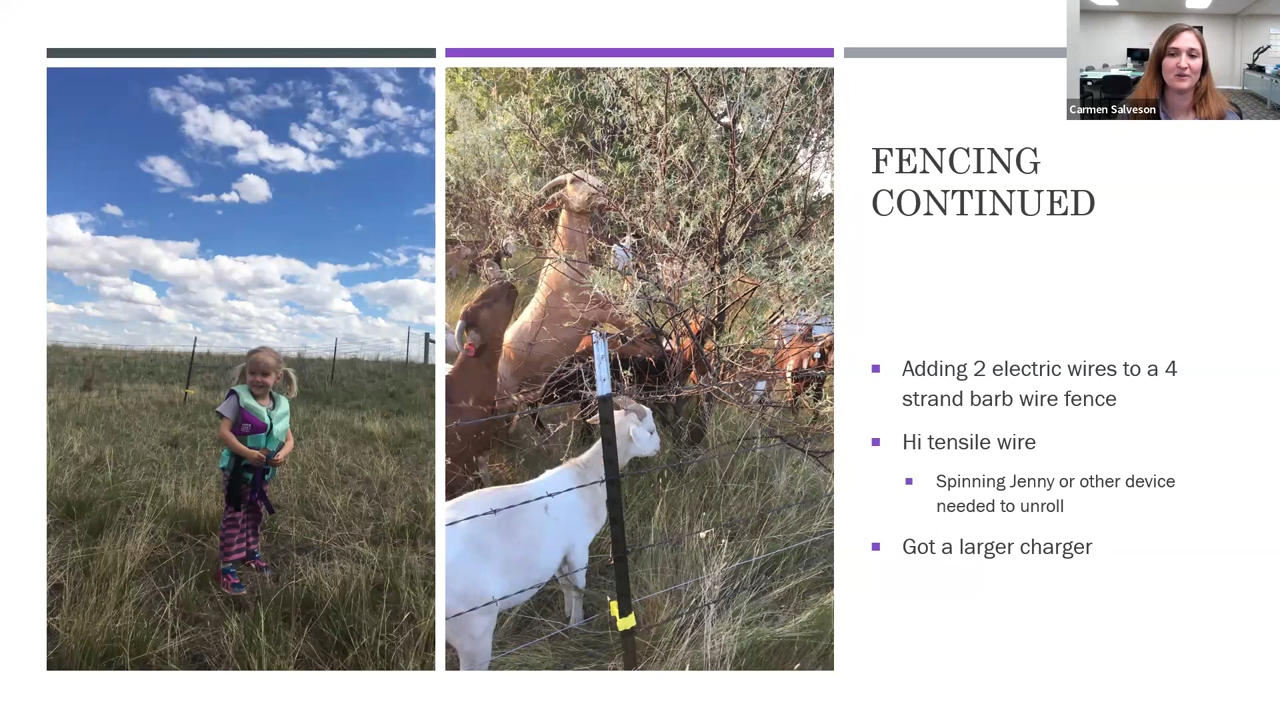 Carmen Salveson
FENCING
CONTINUED
Adding 2 electric wires to a 4
strand barb wire fence
Hi tensile wire
Spinning Jenny or other device
needed to unroll
Got a larger charger